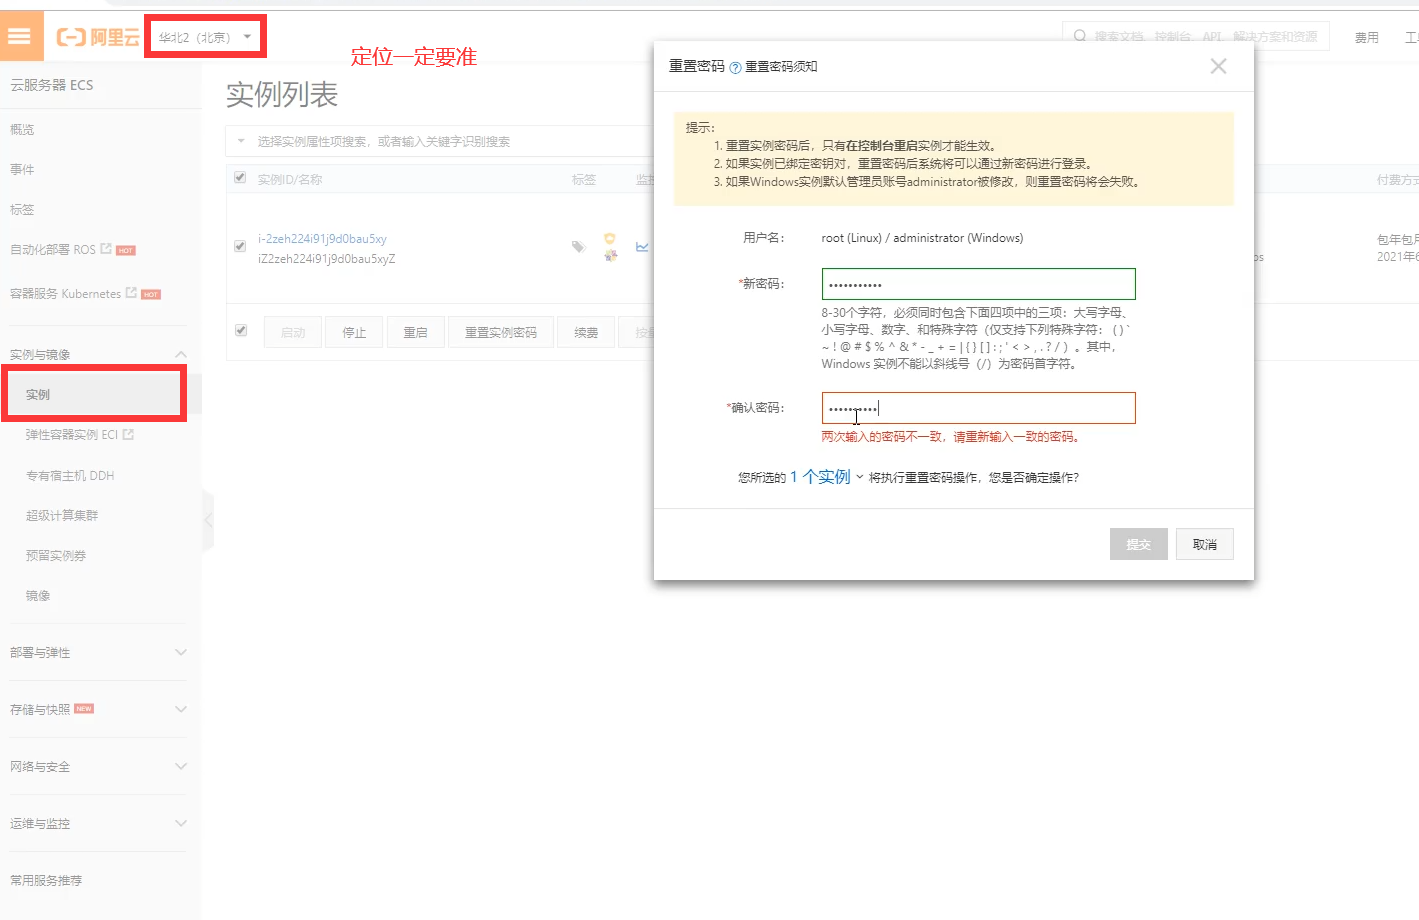 阿里云
华北2（北京）
定位一定要准
搜索文档、控制台、API、解决方案和资源
费用
云服务器 ECS
概览
事件
标签
自动化部署 ROS HOT
容器服务 Kubernetes HOT
实例与镜像
实例
弹性容器实例 ECI
专有宿主机 DDH
超级计算集群
预留实例券
镜像
部署与弹性
存储与快照 NEW
网络与安全
运维与监控
常用服务推荐
实例列表
选择实例属性项搜索，或者输入关键字识别搜索
实例ID/名称
标签
监
付费方式
i-2zeh224i91j9d0bau5xy
iZ2zeh224i91j9d0bau5xyZ
包年包月
2021年6
启动
停止
重启
重置实例密码
续费
按
重置密码 ? 重置密码须知
提示：
1. 重置实例密码后，只有在控制台重启实例才能生效。
2. 如果实例已绑定密钥对，重置密码后系统将可以通过新密码进行登录。
3. 如果Windows实例默认管理员账号administrator被修改，则重置密码将会失败。
用户名：
root (Linux) / administrator (Windows)
*新密码：
8-30个字符，必须同时包含下面四项中的三项：大写字母、
小写字母、数字、和特殊字符（仅支持下列特殊字符：( ) `
~ ! @ # $ % ^ & * - _ + = | { } [ ] : ; ' < > , . ? / ）。其中，
Windows 实例不能以斜线号（/）为密码首字符。
*确认密码：
两次输入的密码不一致，请重新输入一致的密码。
您所选的 1 个实例 将执行重置密码操作，您是否确定操作?
提交
取消